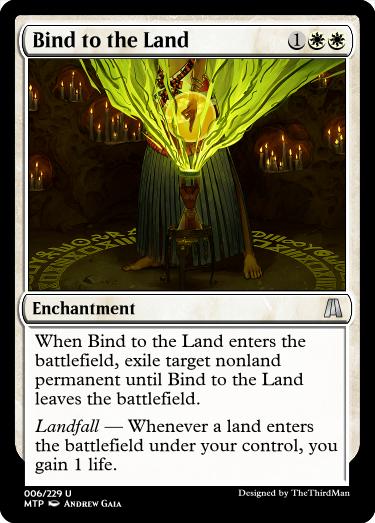 Bind to the Land 1
Enchantment
When Bind to the Land enters the
battlefield, exile target nonland
permanent until Bind to the Land
leaves the battlefield.
Landfall — Whenever a land enters
the battlefield under your control, you
gain 1 life.
006/229 U
MTP • Andrew Gaia
Designed by TheThirdMan